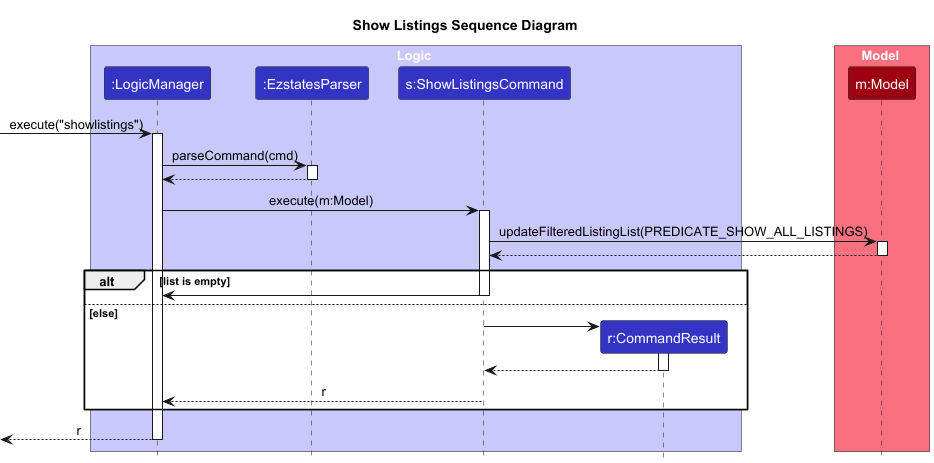 Show Listings Sequence Diagram
Logic
Model
:LogicManager
:EzstatesParser
s:ShowListingsCommand
m:Model
execute("showlistings")
parseCommand(cmd)
execute(m:Model)
updateFilteredListingList(PREDICATE_SHOW_ALL_LISTINGS)
alt
[list is empty]
[else]
r:CommandResult
r
r